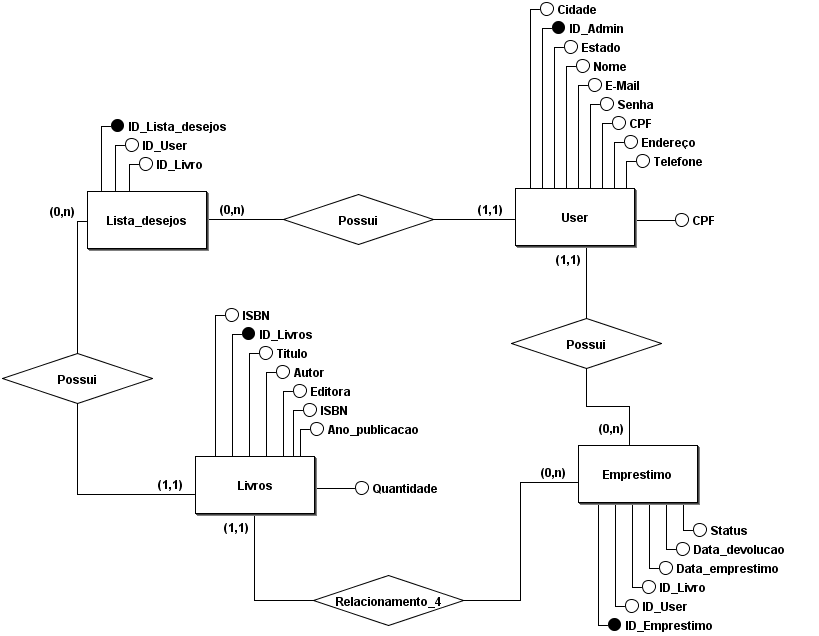 Cidade
ID_Admin
Estado
Nome
E-Mail
Senha
CPF
Endereço
Telefone
ID_Lista_desejos
ID_User
ID_Livro
(0,n)
Lista_desejos
(0,n)
Possui
(1,1)
User
CPF
(1,1)
ISBN
ID_Livros
Titulo
Autor
Editora
ISBN
Ano_publicacao
Possui
Possui
(0,n)
(1,1)
Livros
Quantidade
(0,n)
Emprestimo
(1,1)
Status
Data_devolucao
Data_emprestimo
ID_Livro
ID_User
ID_Emprestimo
Relacionamento_4